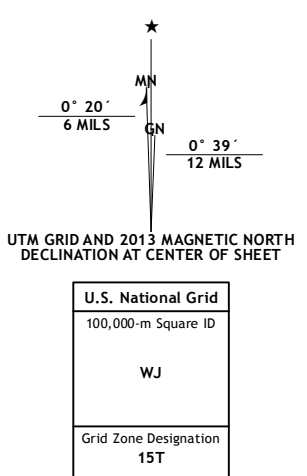 ★
MN
0° 20´
6 MILS
GN
0° 39´
12 MILS
UTM GRID AND 2013 MAGNETIC NORTH
DECLINATION AT CENTER OF SHEET
U.S. National Grid
100,000-m Square ID
WJ
Grid Zone Designation
15T